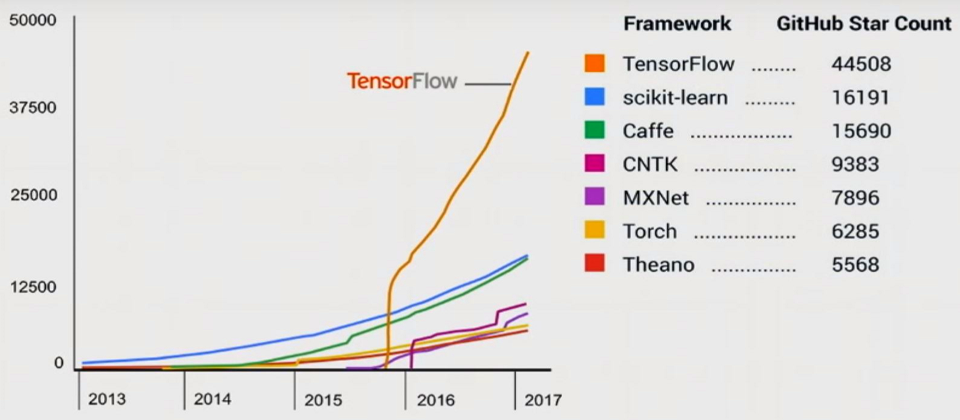 50000
37500
25000
12500
0
TensorFlow
2013 2014 2015 2016 2017
Framework GitHub Star Count
TensorFlow ........ 44508
scikit-learn ......... 16191
Caffe .................. 15690
CNTK .................. 9383
MXNet ................ 7896
Torch .................. 6285
Theano ............... 5568